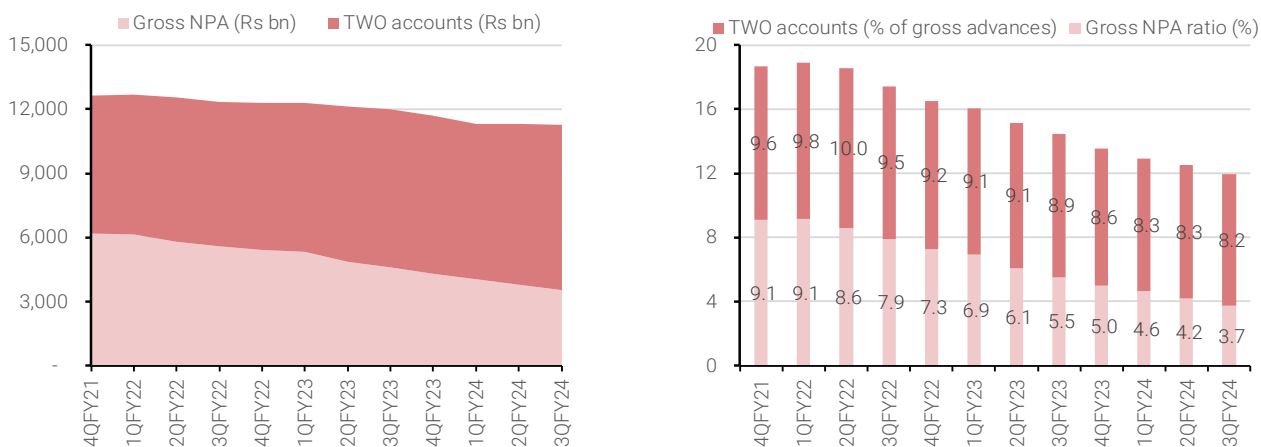 Gross NPA (Rs bn) TWO accounts (Rs bn)
15,000
12,000
9,000
6,000
3,000
-
4QFY21 1QFY22 2QFY22 3QFY22 4QFY22 1QFY23 2QFY23 3QFY23 4QFY23 1QFY24 2QFY24 3QFY24
TWO accounts (% of gross advances) Gross NPA ratio (%)
20
16
12
8
4
0
9.6 9.8 10.0 9.5 9.2 9.1 9.1 8.9 8.6 8.3 8.3 8.2
9.1 9.1 8.6 7.9 7.3 6.9 6.1 5.5 5.0 4.6 4.2 3.7
4QFY21 1QFY22 2QFY22 3QFY22 4QFY22 1QFY23 2QFY23 3QFY23 4QFY23 1QFY24 2QFY24 3QFY24